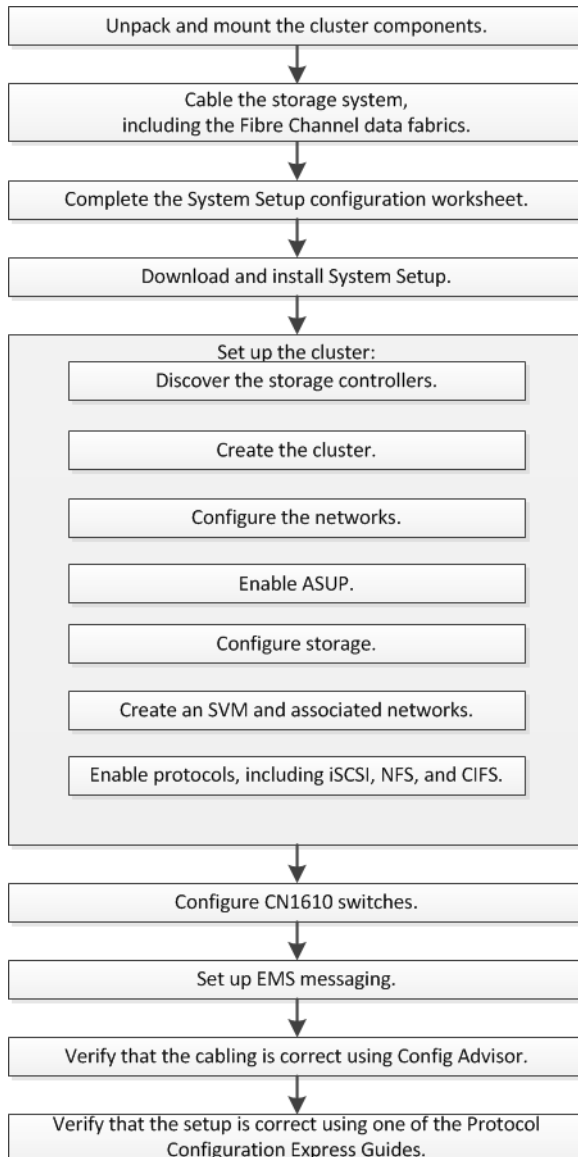 Unpack and mount the cluster components.
Cable the storage system,
including the Fibre Channel data fabrics.
Complete the System Setup configuration worksheet.
Download and install System Setup.
Set up the cluster:
Discover the storage controllers.
Create the cluster.
Configure the networks.
Enable ASUP.
Configure storage.
Create an SVM and associated networks.
Enable protocols, including iSCSI, NFS, and CIFS.
Configure CN1610 switches.
Set up EMS messaging.
Verify that the cabling is correct using Config Advisor.
Verify that the setup is correct using one of the Protocol
Configuration Express Guides.